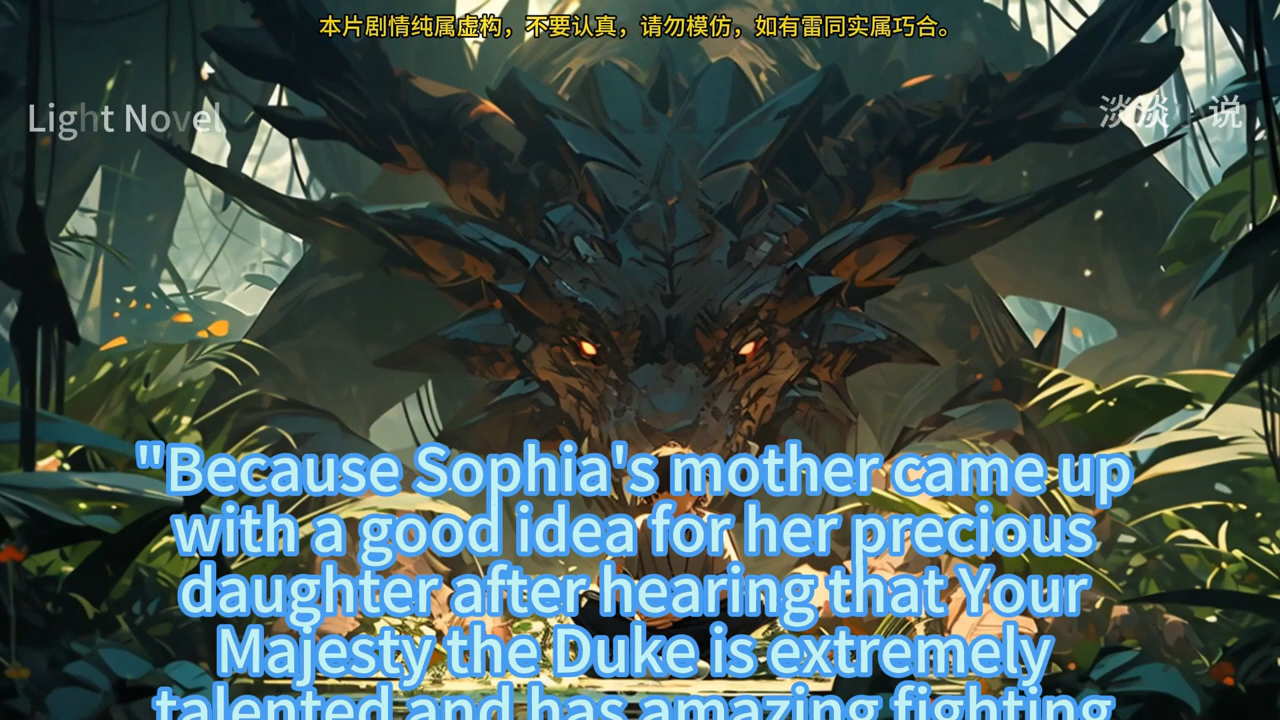 本片剧情纯属虚构，不要认真，请勿模仿，如有雷同实属巧合。
Light Novel
淡谈 说
"Because Sophia's mother came up
with a good idea for her precious
daughter after hearing that Your
Majesty the Duke is extremely
talented and has amazing fighting